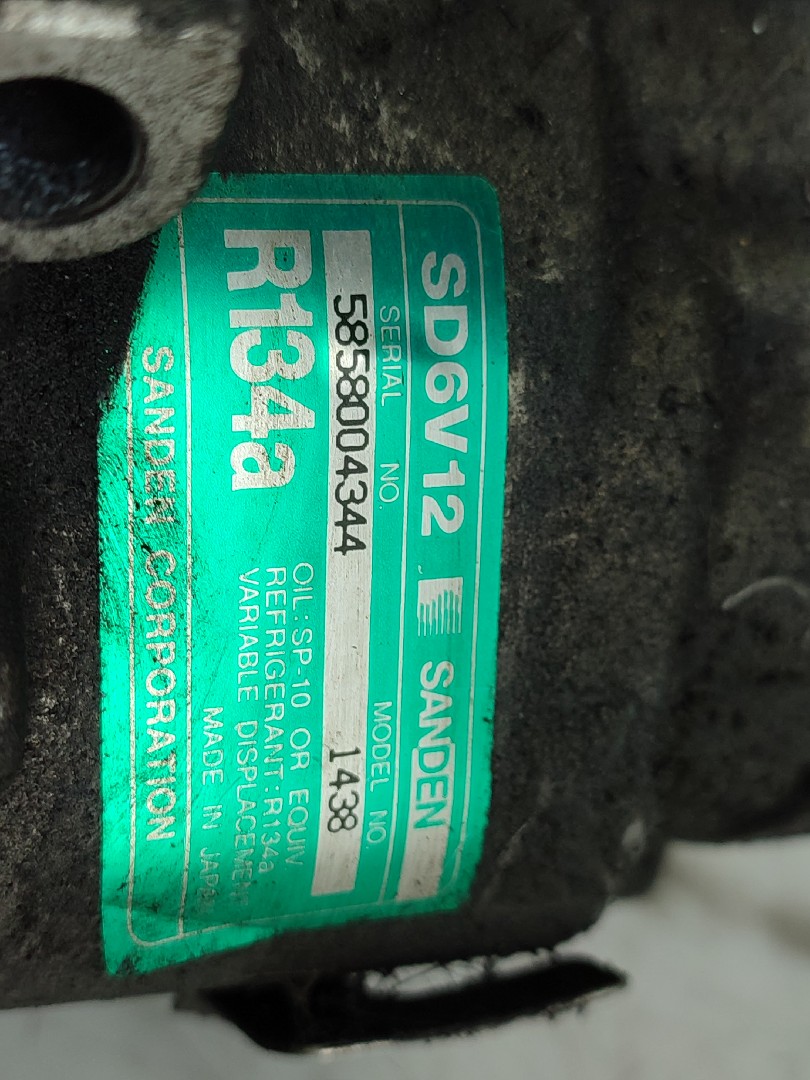 SD6V12 SANDEN
SERIAL NO. MODEL NO.
5858004344 1438
R134a
OIL:SP-10 OR EQUIV
REFRIGERANT:R134a
VARIABLE DISPLACEMENT
MADE IN JAPAN
SANDEN CORPORATION